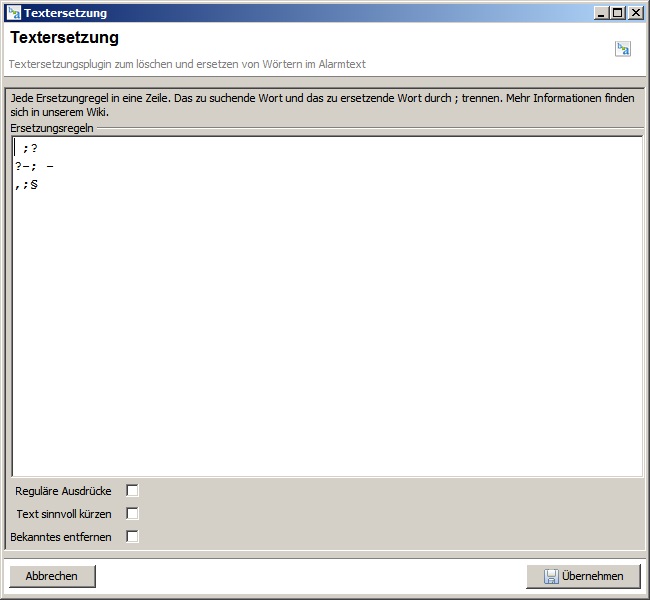 Textersetzung
Textersetzung
Textersetzungsplugin zum löschen und ersetzen von Wörtern im Alarmtext
Jede Ersetzungregel in eine Zeile. Das zu suchende Wort und das zu ersetzende Wort durch ; trennen. Mehr Informationen finden
sich in unserem Wiki.
Ersetzungsregeln
 ;?
?-; -
,;§
Reguläre Ausdrücke
Text sinnvoll kürzen
Bekanntes entfernen
Abbrechen
Übernehmen